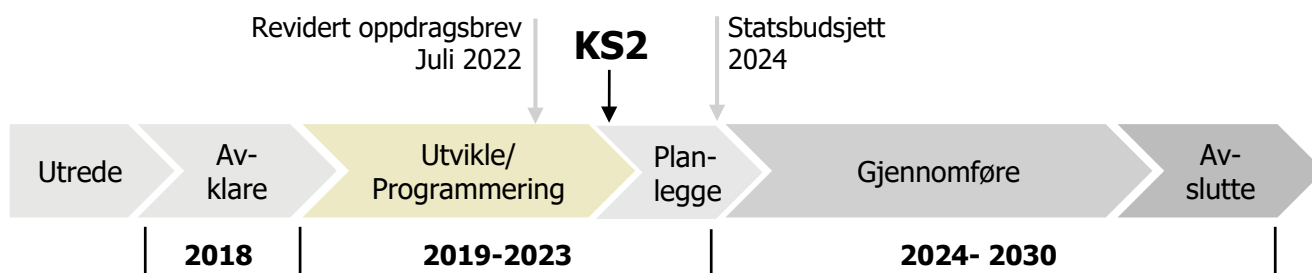 Revidert oppdragsbrev
Juli 2022
KS2
Statsbudsjett
2024
Utrede
Av-
klare
Utvikle/
Programmering
Plan-
legge
Gjennomføre
Av-
slutte
2018
2019-2023
2024- 2030